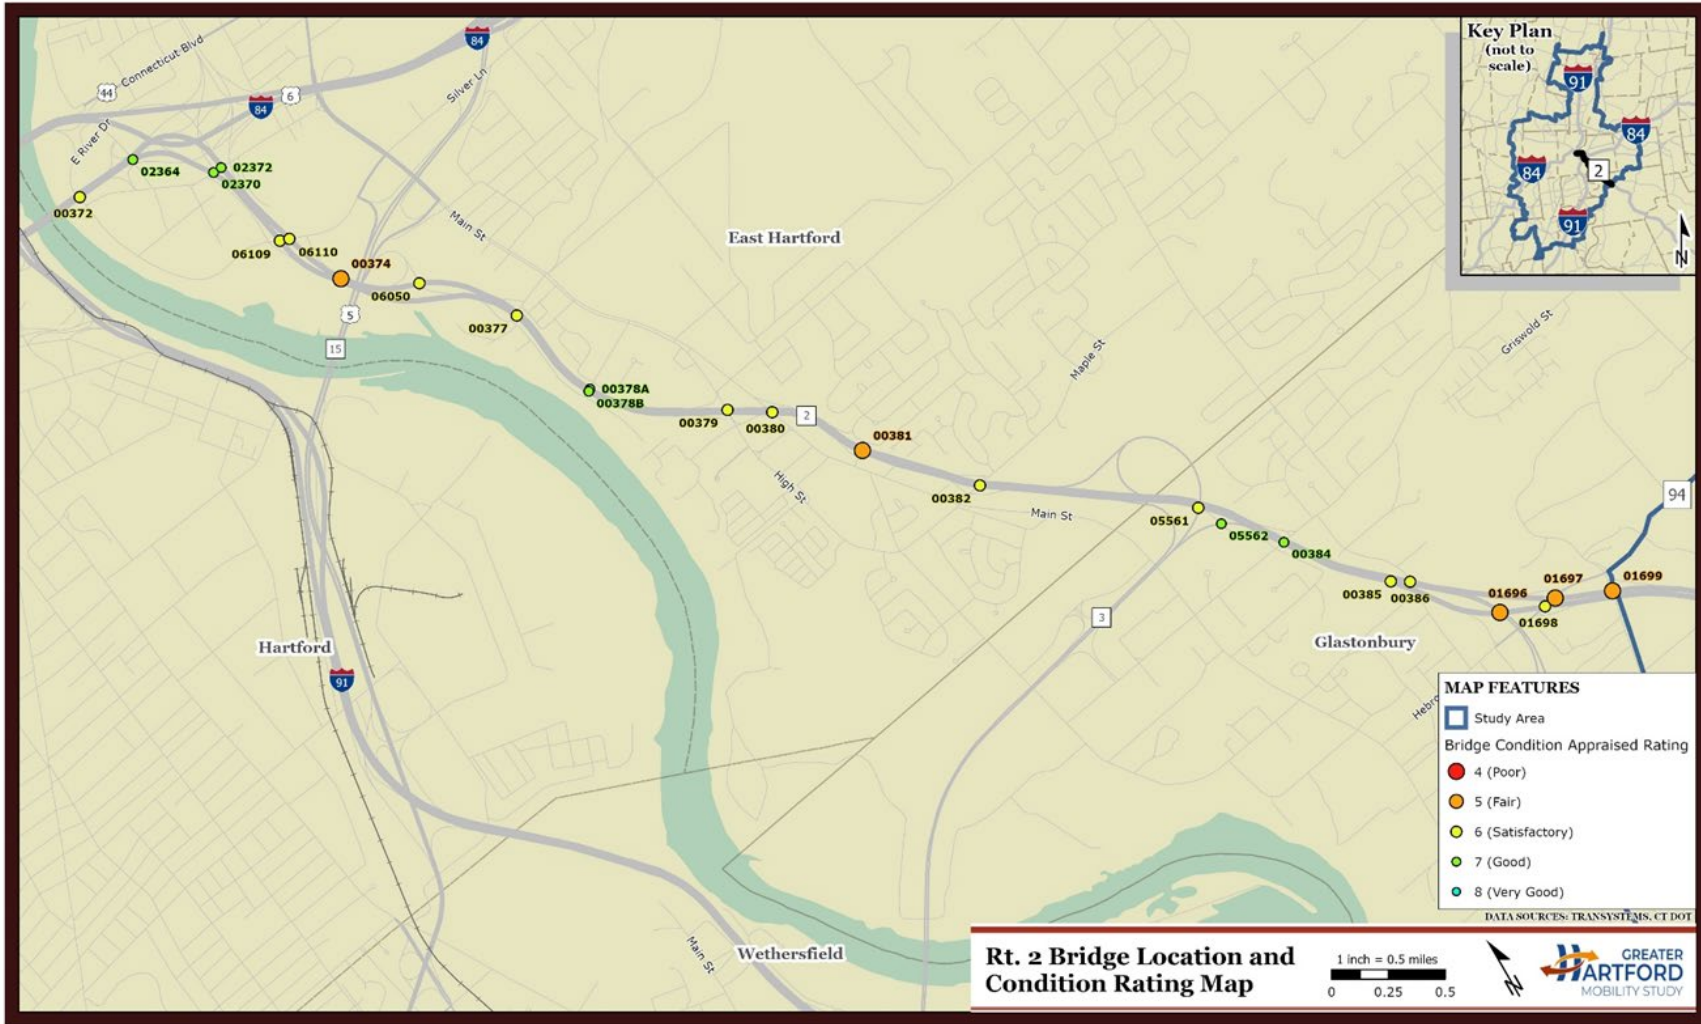 84
Connecticut Blvd
44
6
84
Silver Ln
E River Dr
02364
02372
02370
00372
Main St
East Hartford
06109
06110
00374
06050
5
00377
15
00378A
00378B
00379
00380
2
00381
High St
Maple St
Griswold St
00382
Main St
05561
05562
00384
94
00385
00386
01696
01697
01698
01699
3
Hartford
91
Glastonbury
Wethersfield
Main St
Key Plan
(not to
scale)
91
84
84
2
91
N
MAP FEATURES
Study Area
Bridge Condition Appraised Rating
4 (Poor)
5 (Fair)
6 (Satisfactory)
7 (Good)
8 (Very Good)
DATA SOURCES: TRANSYSTEMS, CT DOT
Rt. 2 Bridge Location and
Condition Rating Map
1 inch = 0.5 miles
0 0.25 0.5
N
GREATER
HARTFORD
MOBILITY STUDY